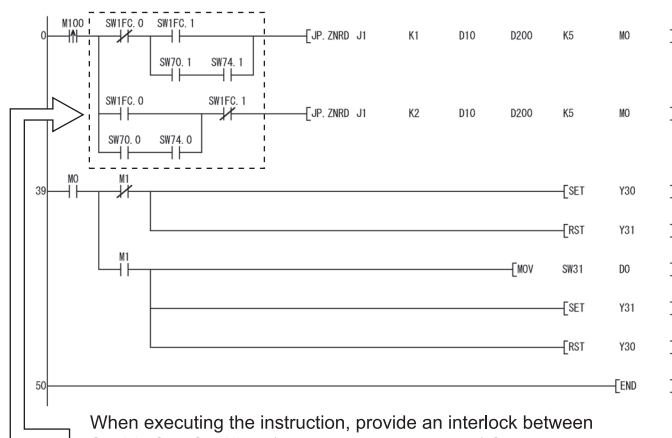 M100 SW1FC. 0 SW1FC. 1
0 JP. ZNRD J1 K1 D10 D200 K5 M0
SW70. 1 SW74. 1
SW1FC. 0 SW1FC. 1
JP. ZNRD J1 K2 D10 D200 K5 M0
SW70. 0 SW74. 0
M0 M1
39 SET Y30
RST Y31
M1
MOV SW31 D0
SET Y31
RST Y30
50 END
When executing the instruction, provide an interlock between